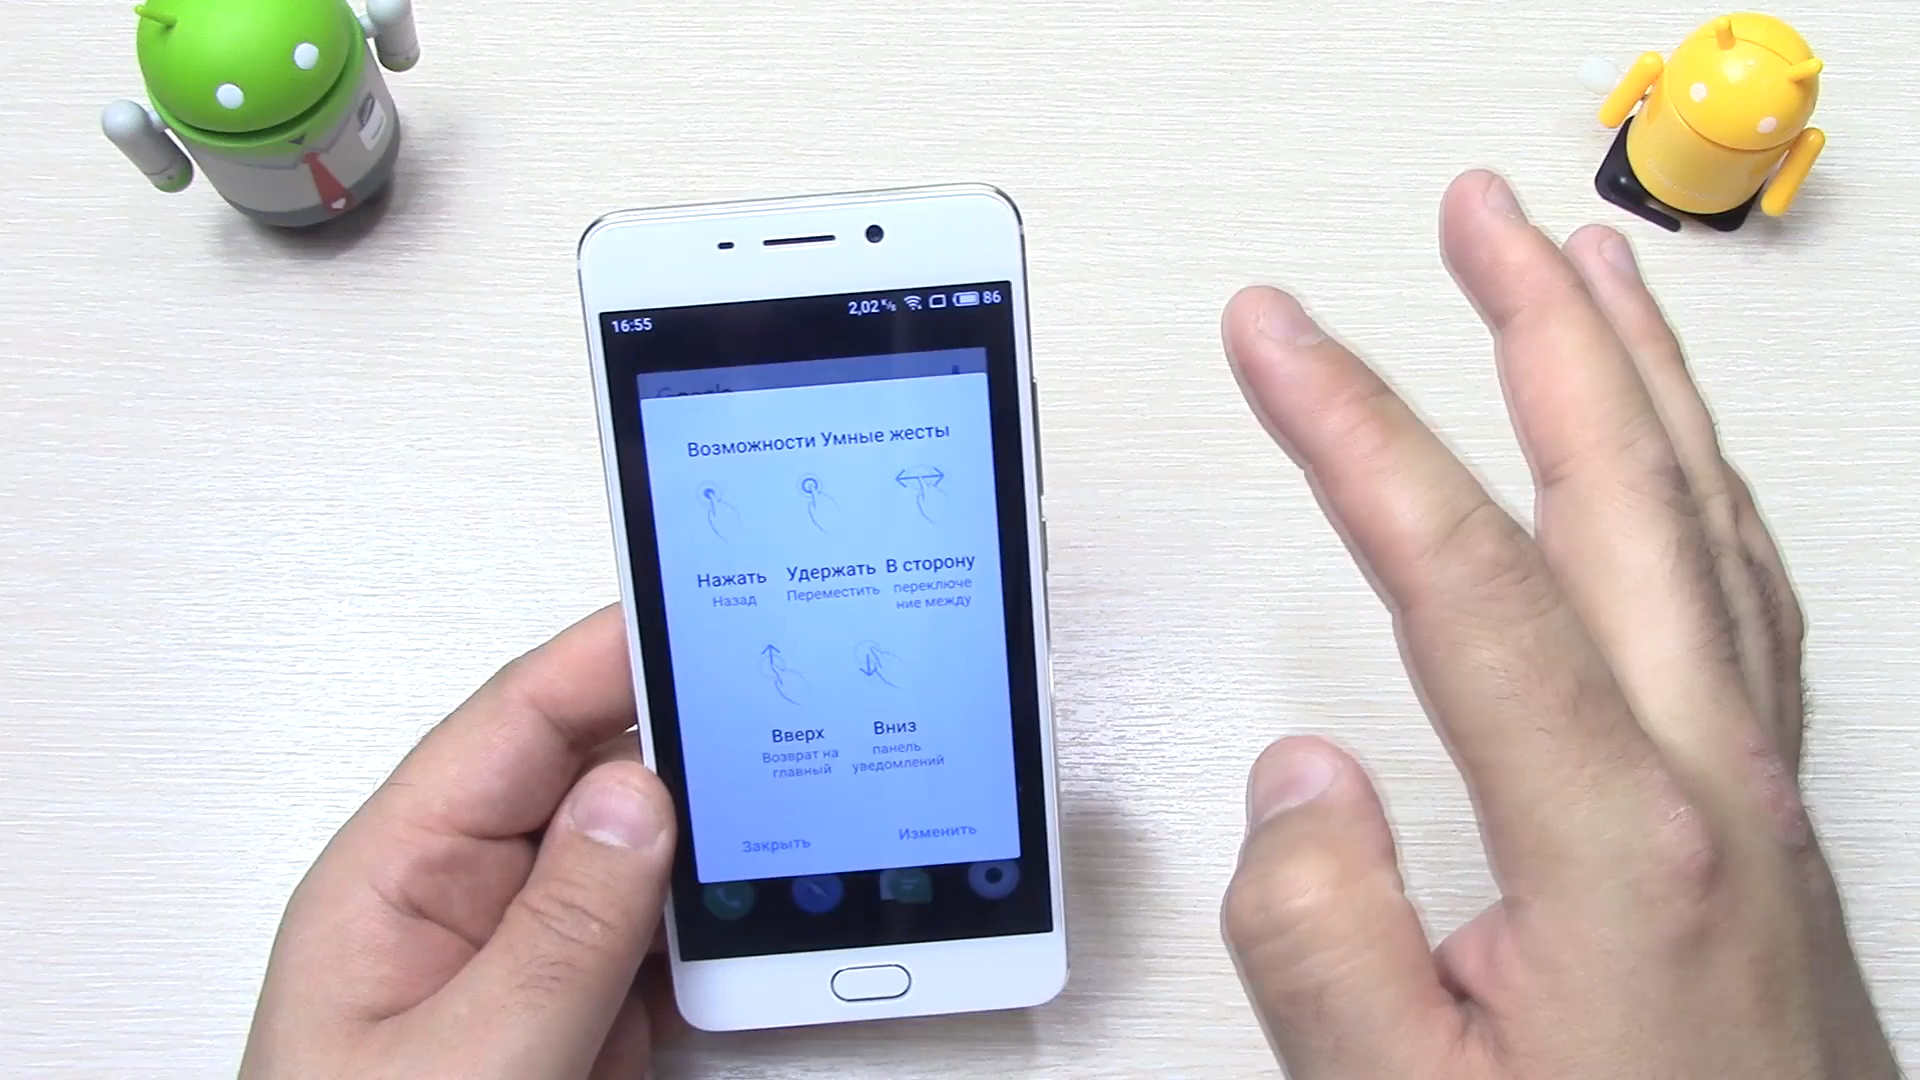 16:55 2,02 K/s 86
Google
Возможности Умные жесты
Нажать Удержать В сторону
Назад Переместить переключе
ние между
Вверх Вниз
Возврат на панель
главный уведомлений
Закрыть Изменить